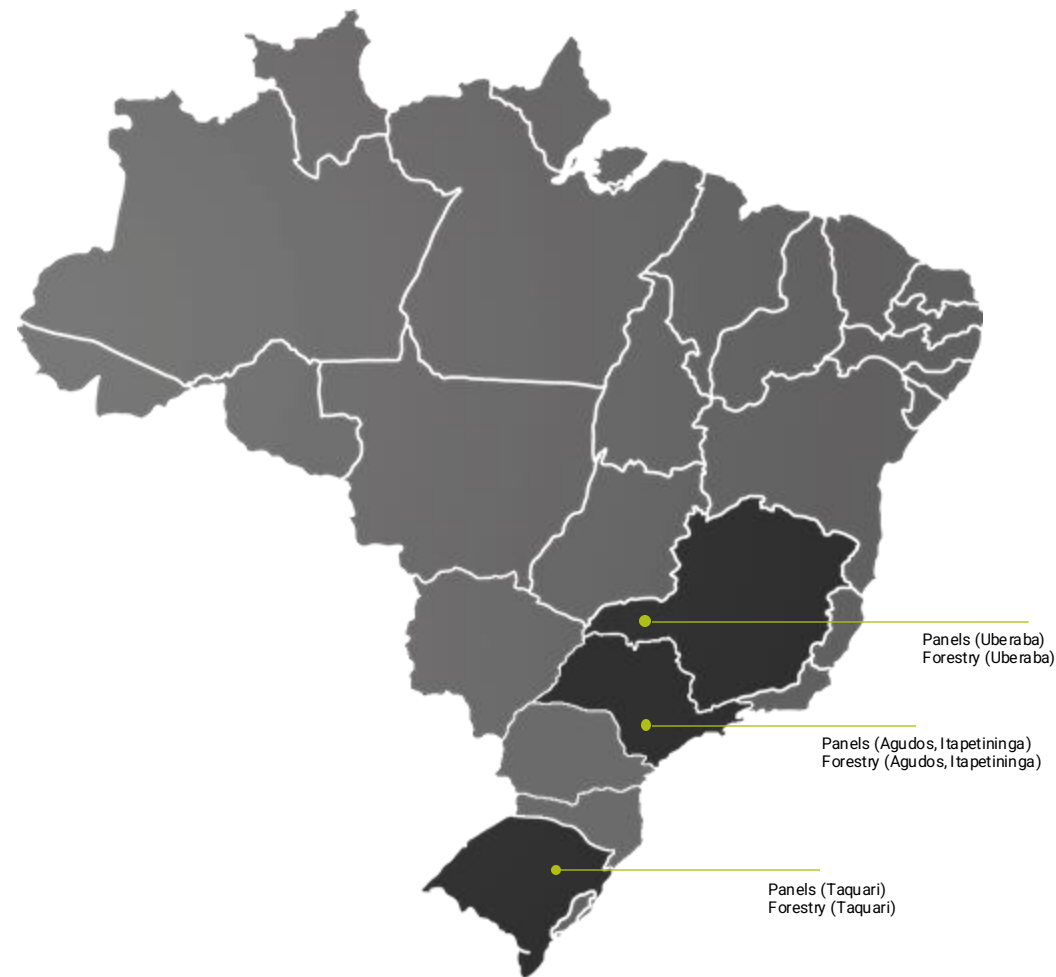 Panels (Uberaba)
Forestry (Uberaba)
Panels (Agudos, Itapetininga)
Forestry (Agudos, Itapetininga)
Panels (Taquari)
Forestry (Taquari)